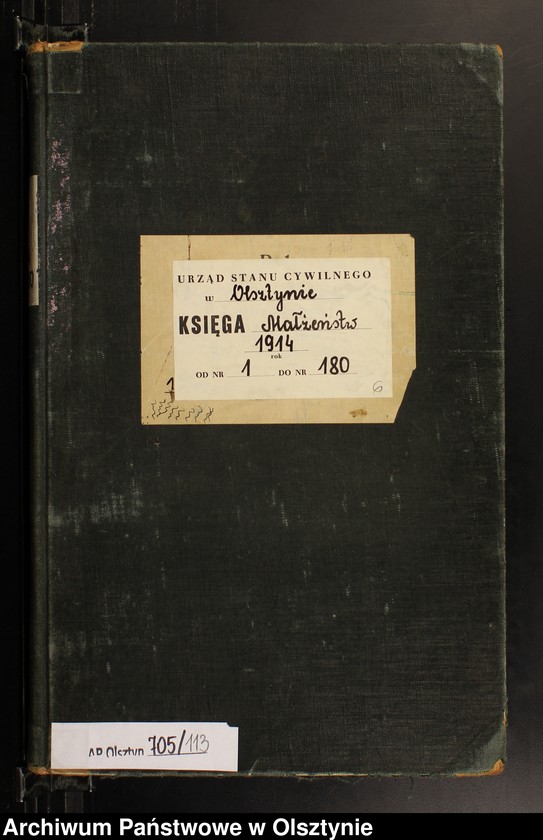 URZĄD STANU CYWILNEGO
w Olsztynie
KSIĘGA Małżeństw
1914
rok
OD NR 1 DO NR 180
6
AP Olsztyn 705/113
Archiwum Państwowe w Olsztynie